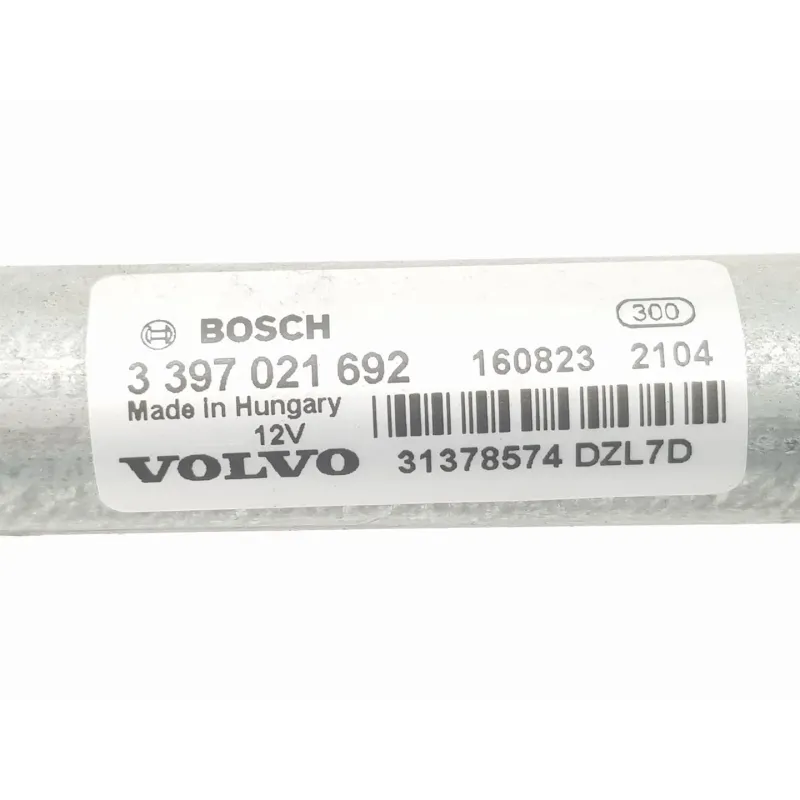 BOSCH 300
3 397 021 692 160823 2104
Made in Hungary
12V
VOLVO 31378574 DZL7D